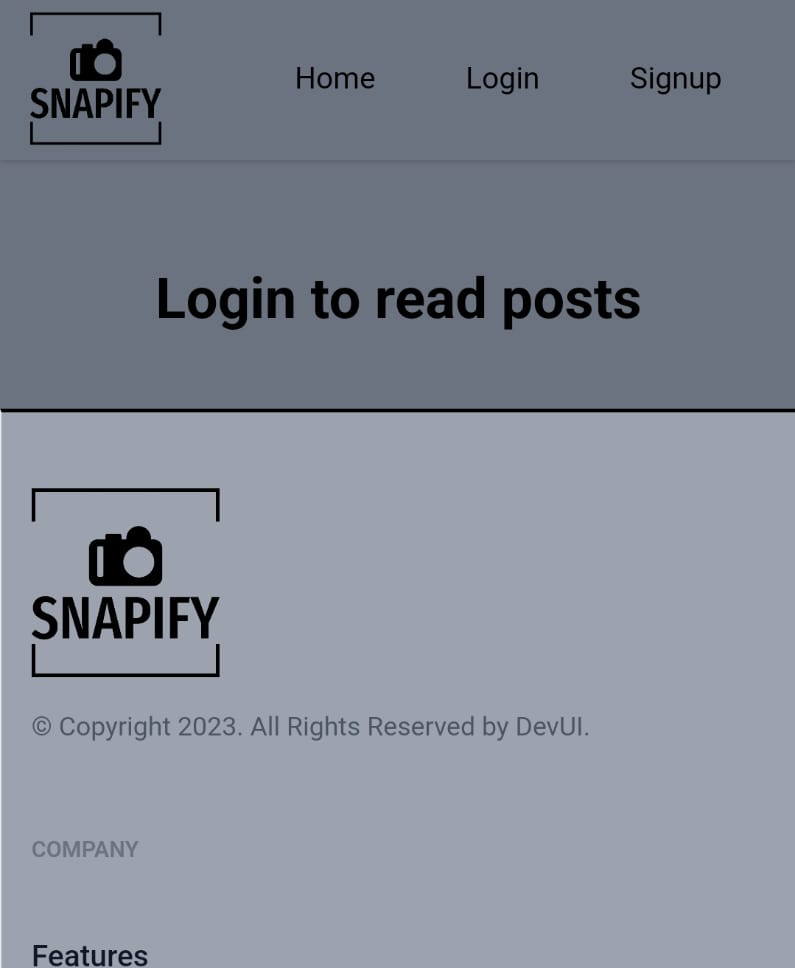 SNAPIFY
Home Login Signup
Login to read posts
SNAPIFY
© Copyright 2023. All Rights Reserved by DevUI.
COMPANY
Features